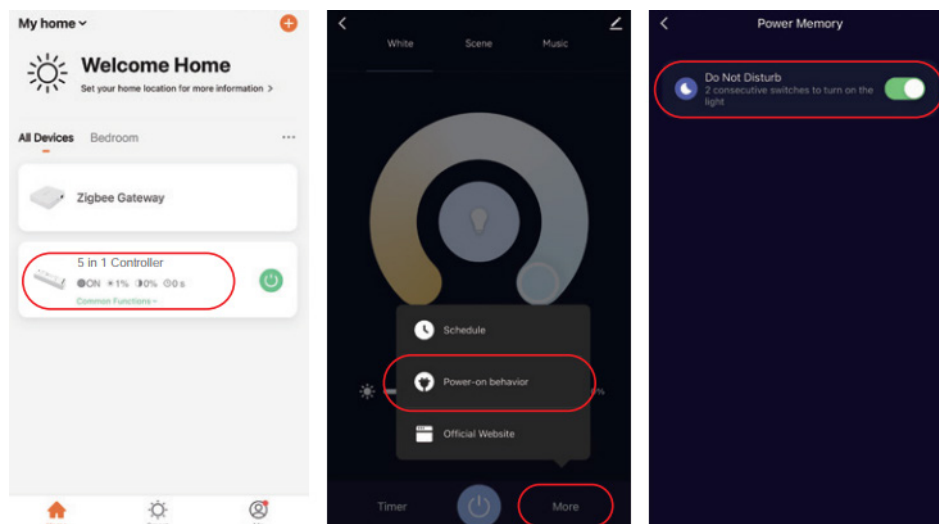 My home
Welcome Home
Set your home location for more information >
All Devices Bedroom
Zigbee Gateway
5 in 1 Controller
ON 1% 0% 0 s
Common Functions
White Scene Music
Schedule
Power-on behavior
Official Website
Timer More
Power Memory
Do Not Disturb
2 consecutive switches to turn on the
light